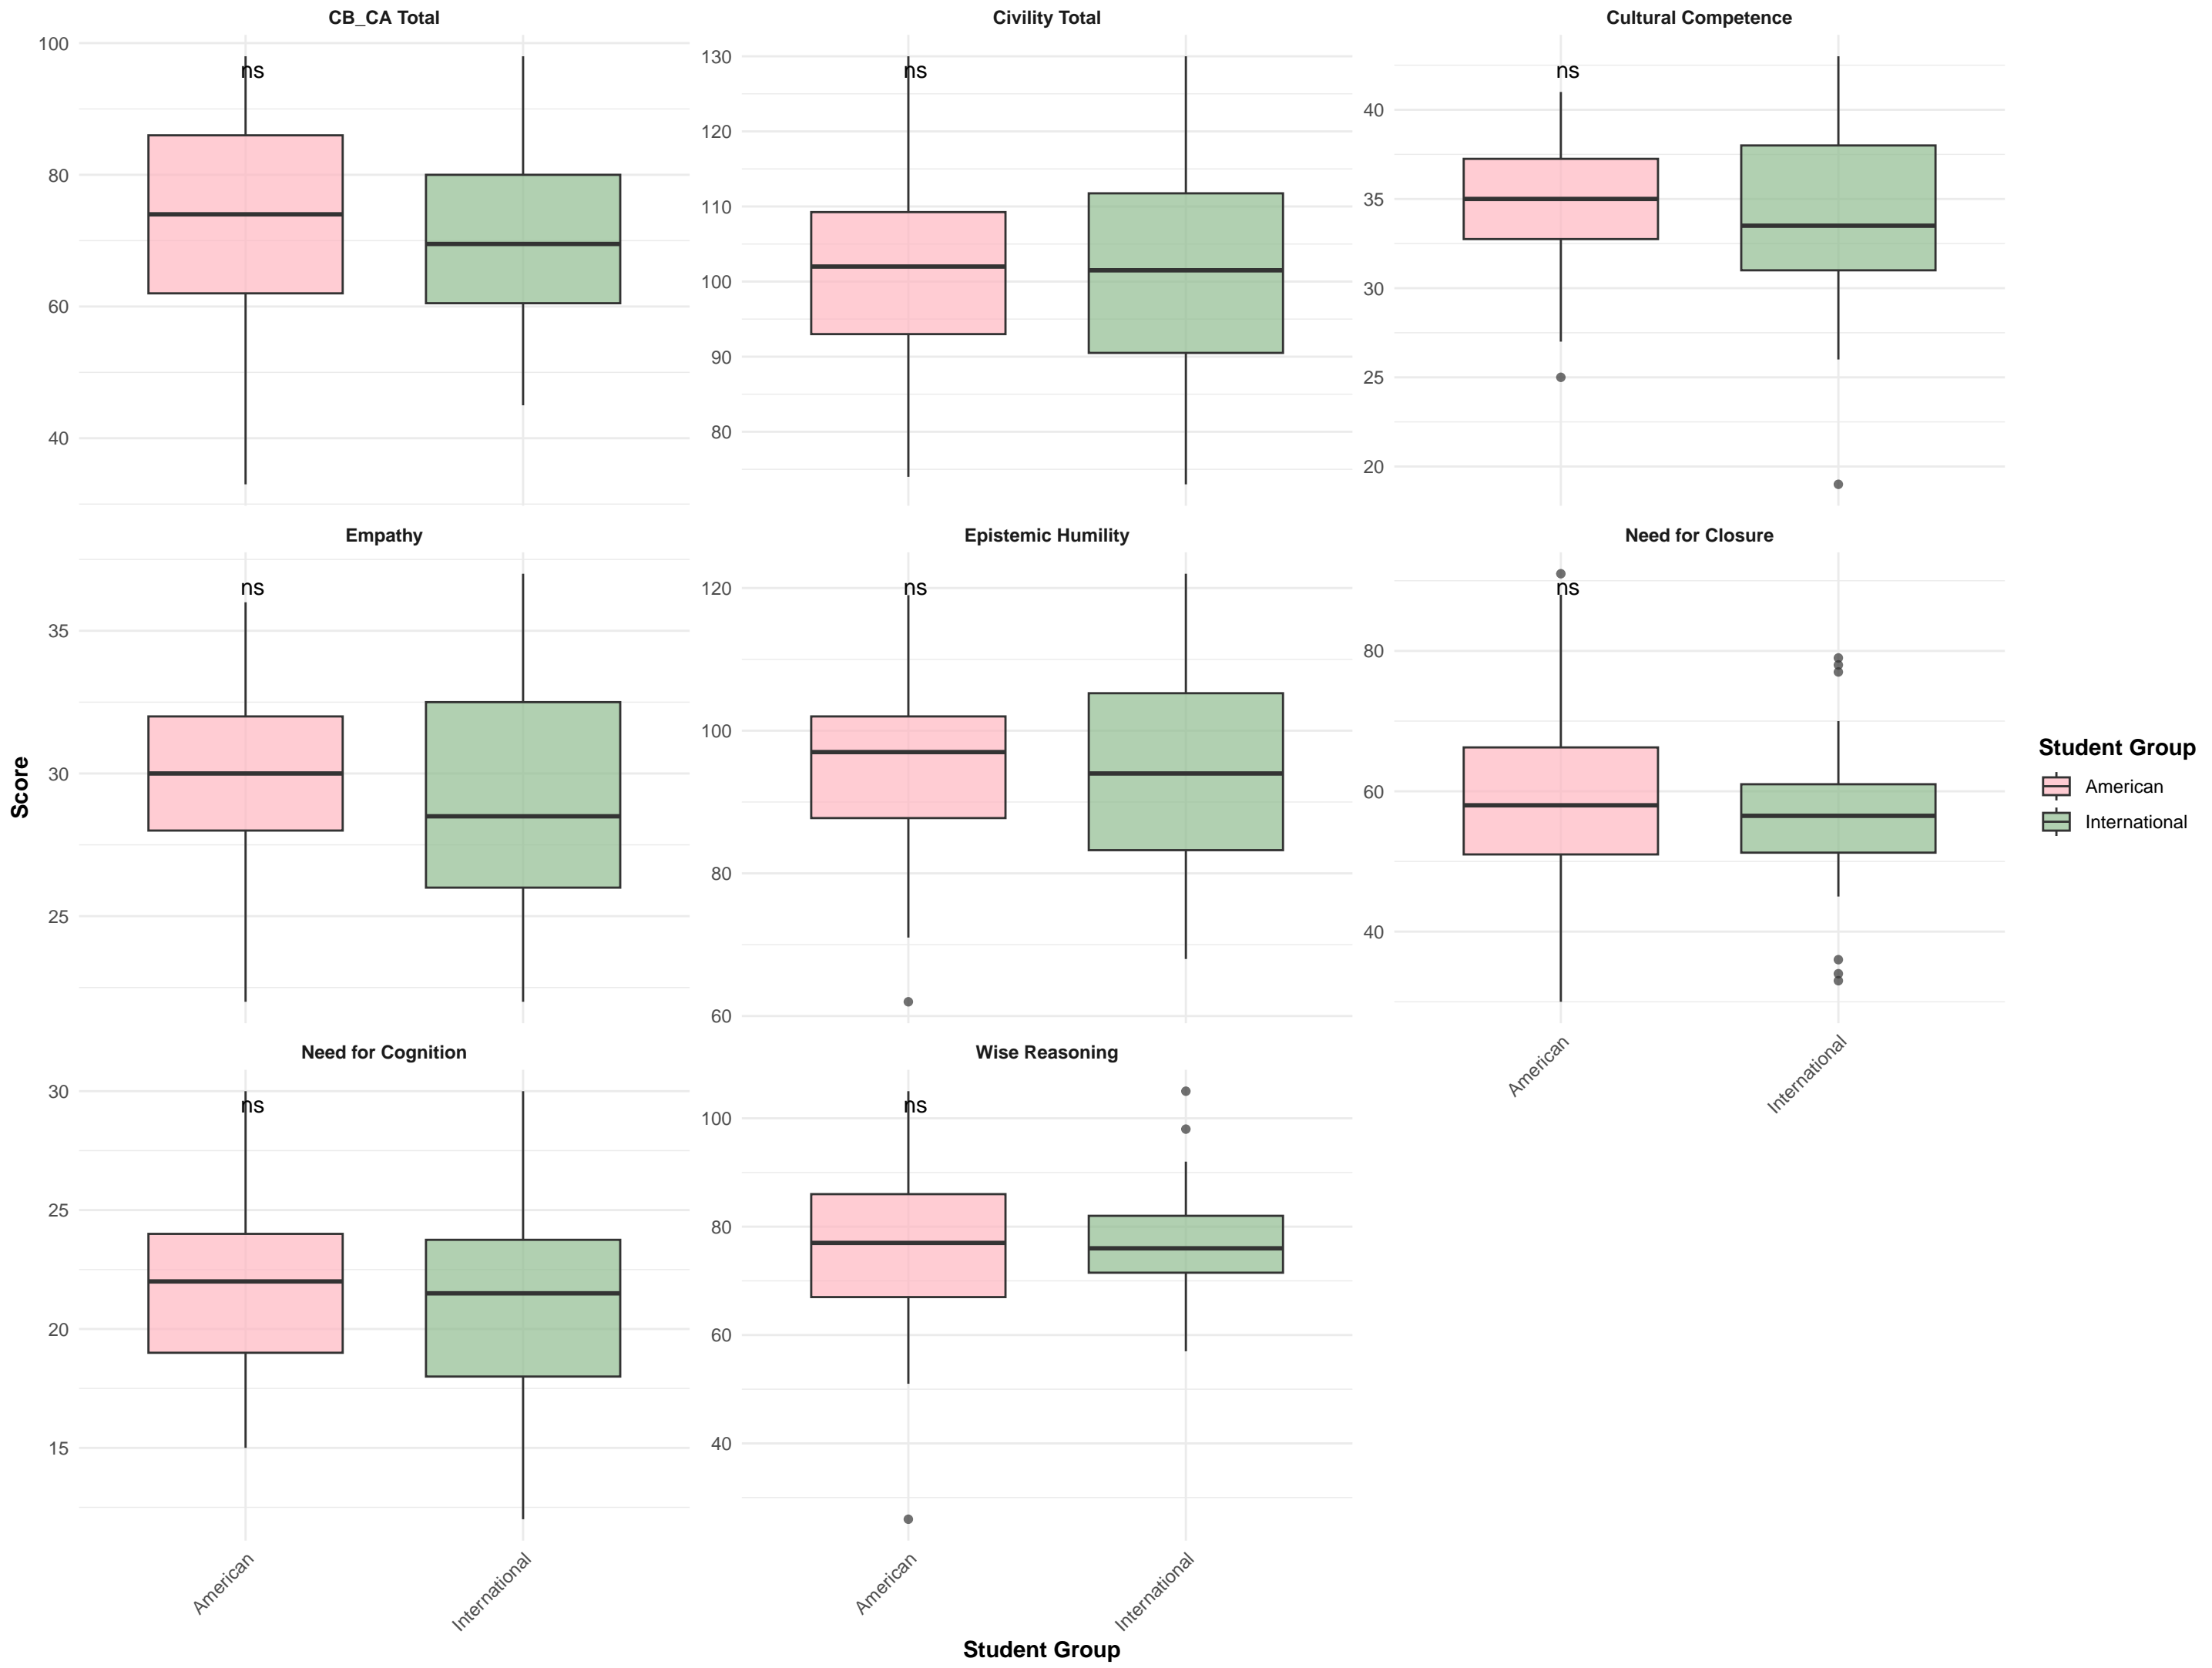 CB_CA Total
Civility Total
Cultural Competence
100
80
60
40
ns
130
120
110
100
90
80
ns
40
35
30
25
20
ns
Empathy
Epistemic Humility
Need for Closure
Score
35
30
25
ns
120
100
80
60
ns
80
60
40
ns
American
International
Student Group
American
International
Need for Cognition
Wise Reasoning
30
25
20
15
ns
100
80
60
40
ns
American
International
American
International
Student Group